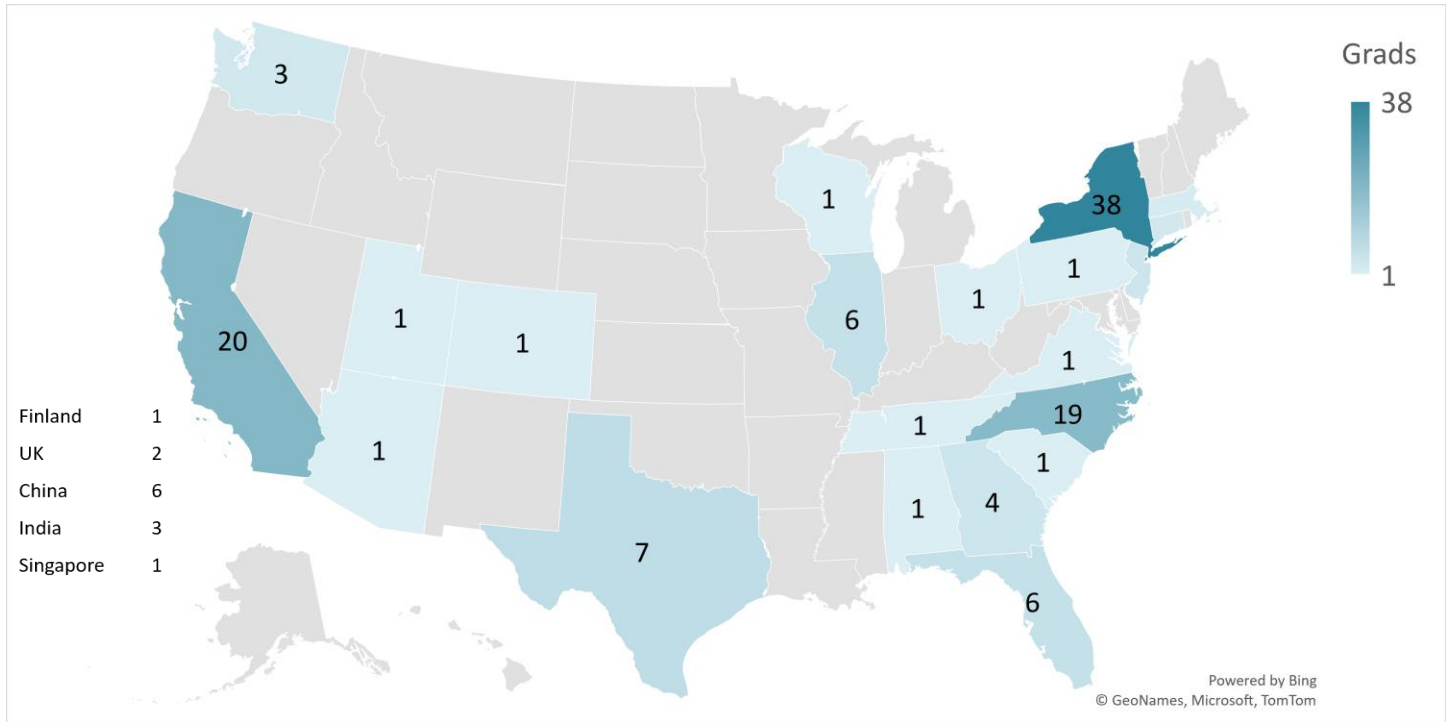 Grads
38
1
3
1
38
1
1
6
1
1
20
1
1
19
1
1
1
4
7
6
Finland 1
UK 2
China 6
India 3
Singapore 1
Powered by Bing
© GeoNames, Microsoft, TomTom